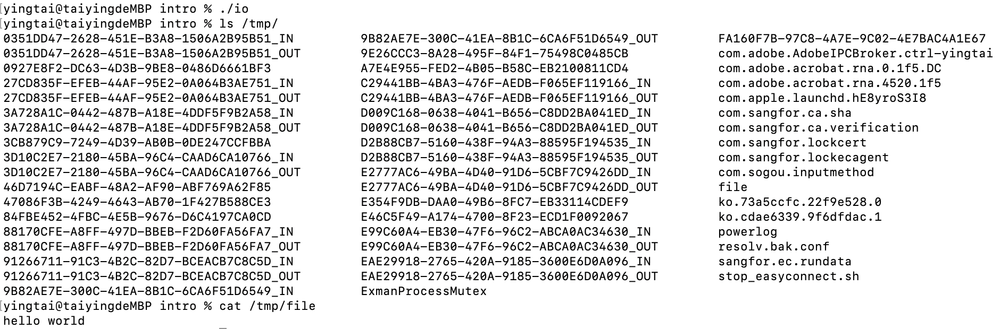 [yingtai@taiyingdeMBP intro % ./io
[yingtai@taiyingdeMBP intro % ls /tmp/
0351DD47-2628-451E-B3A8-1506A2B95B51_IN 9B82AE7E-300C-41EA-8B1C-6CA6F51D6549_OUT FA160F7B-97C8-4A7E-9C02-4E7BAC4A1E67
0351DD47-2628-451E-B3A8-1506A2B95B51_OUT 9E26CCC3-8A28-495F-84F1-75498C0485CB com.adobe.AdobeIPCBroker.ctrl-yingtai
0927E8F2-DC63-4D3B-9BE8-0486D6661BF3 A7E4E955-FED2-4B05-B58C-EB2100811CD4 com.adobe.acrobat.rna.0.1f5.DC
27CD835F-EFEB-44AF-95E2-0A064B3AE751_IN C29441BB-4BA3-476F-AEDB-F065EF119166_IN com.adobe.acrobat.rna.4520.1f5
27CD835F-EFEB-44AF-95E2-0A064B3AE751_OUT C29441BB-4BA3-476F-AEDB-F065EF119166_OUT com.apple.launchd.hE8yroS3I8
3A728A1C-0442-487B-A18E-4DDF5F9B2A58_IN D009C168-0638-4041-B656-C8DD2BA041ED_IN com.sangfor.ca.sha
3A728A1C-0442-487B-A18E-4DDF5F9B2A58_OUT D009C168-0638-4041-B656-C8DD2BA041ED_OUT com.sangfor.ca.verification
3CB879C9-7249-4D39-AB0B-0DE247CCFBBA D2B88CB7-5160-438F-94A3-88595F194535_IN com.sangfor.lockcert
3D10C2E7-2180-45BA-96C4-CAAD6CA10766_IN D2B88CB7-5160-438F-94A3-88595F194535_OUT com.sangfor.lockecagent
3D10C2E7-2180-45BA-96C4-CAAD6CA10766_OUT E2777AC6-49BA-4D40-91D6-5CBF7C9426DD_IN com.sogou.inputmethod
46D7194C-EABF-48A2-AF90-ABF769A62F85 E2777AC6-49BA-4D40-91D6-5CBF7C9426DD_OUT file
47086F3B-4249-4643-AB70-1F427B588CE3 E354F9DB-DAA0-49B6-8FC7-EB33114CDEF9 ko.73a5ccfc.22f9e528.0
84FBE452-4FBC-4E5B-9676-D6C4197CA0CD E46C5F49-A174-4700-8F23-ECD1F0092067 ko.cdae6339.9f6dfdac.1
88170CFE-A8FF-497D-BBEB-F2D60FA56FA7_IN E99C60A4-EB30-47F6-96C2-ABCA0AC34630_IN powerlog
88170CFE-A8FF-497D-BBEB-F2D60FA56FA7_OUT E99C60A4-EB30-47F6-96C2-ABCA0AC34630_OUT resolv.bak.conf
91266711-91C3-4B2C-82D7-BCEACB7C8C5D_IN EAE29918-2765-420A-9185-3600E6D0A096_IN sangfor.ec.rundata
91266711-91C3-4B2C-82D7-BCEACB7C8C5D_OUT EAE29918-2765-420A-9185-3600E6D0A096_OUT stop_easyconnect.sh
9B82AE7E-300C-41EA-8B1C-6CA6F51D6549_IN ExmanProcessMutex
[yingtai@taiyingdeMBP intro % cat /tmp/file
hello world